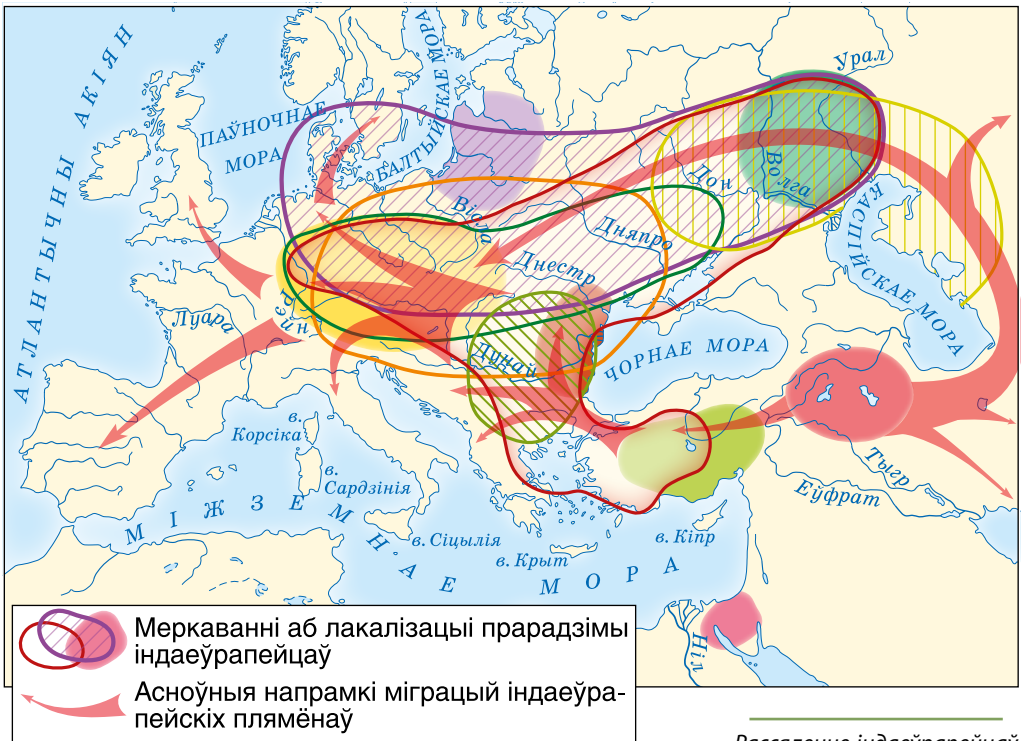 АТЛАНТЫЧНЫ АКІЯН
ПАЎНОЧНАЕ
МОРА
БАЛТЫЙСКАЕ МОРА
Урал
Волга
Дон
Вісла
Дняпро
Днестр
КАСПІЙСКАЕ МОРА
Рэйн
Луара
Дунай
ЧОРНАЕ МОРА
в.
Корсіка
в.
Сардзінія
Тыгр
Еўфрат
МІЖЗЕМНАЕ МОРА
в. Сіцылія
в. Крыт
в. Кіпр
Ніл
Меркаванні аб лакалізацыі прарадзімы
індаеўрапейцаў
Асноўныя напрамкі міграцый індаеўра-
пейскіх плямёнаў